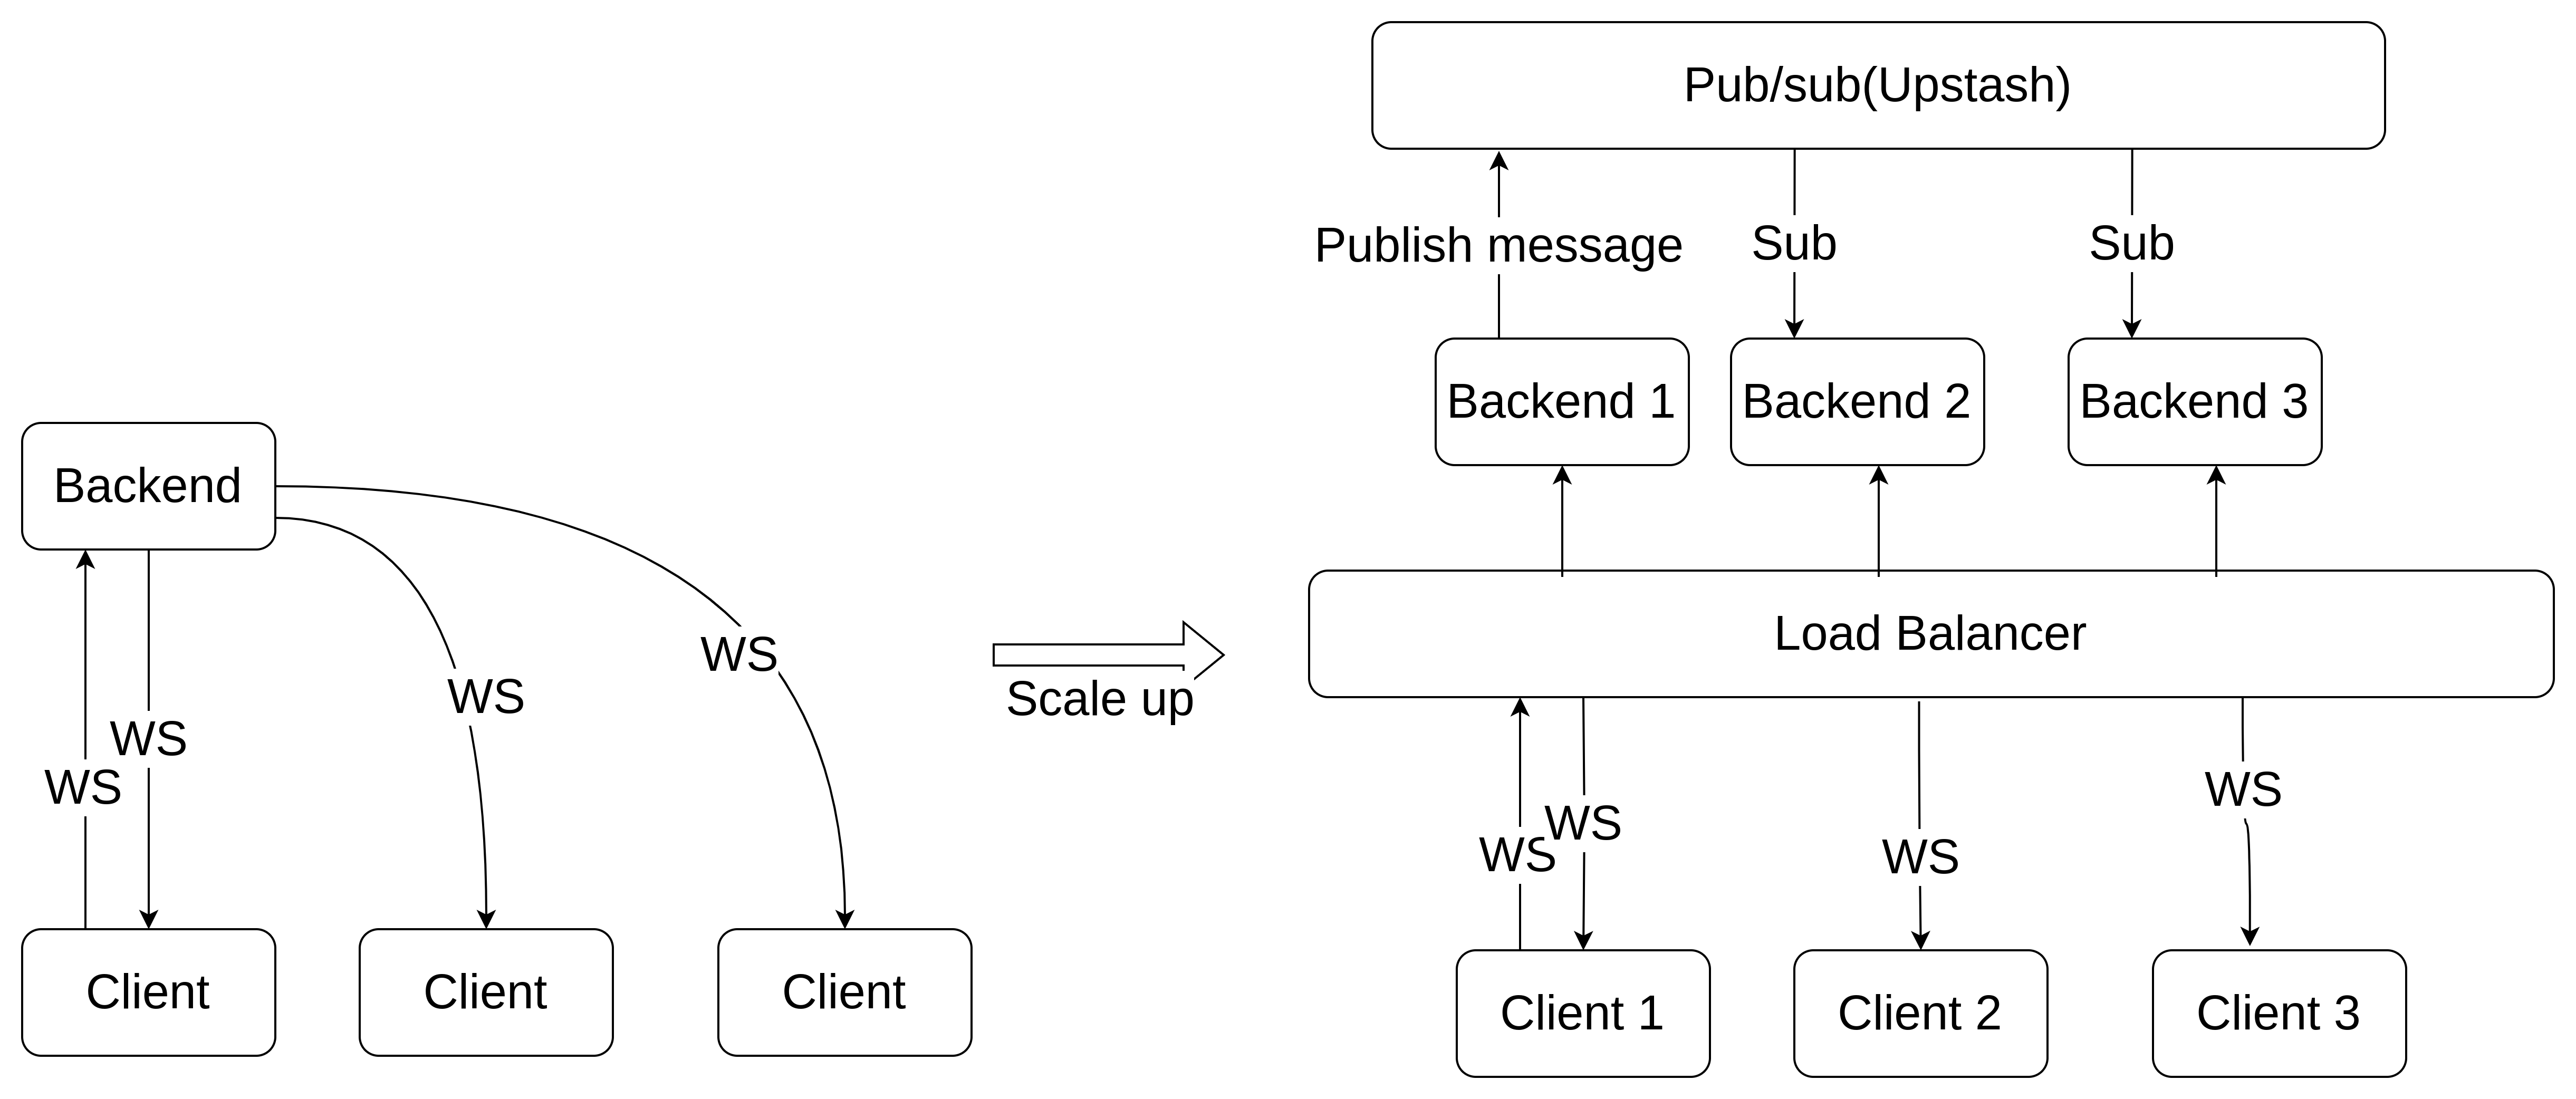 Pub/sub(Upstash)
Publish message
Sub
Sub
Backend 1
Backend 2
Backend 3
Backend
Load Balancer
WS
WS
WS
WS
Scale up
WS
WS
WS
WS
Client
Client
Client
Client 1
Client 2
Client 3